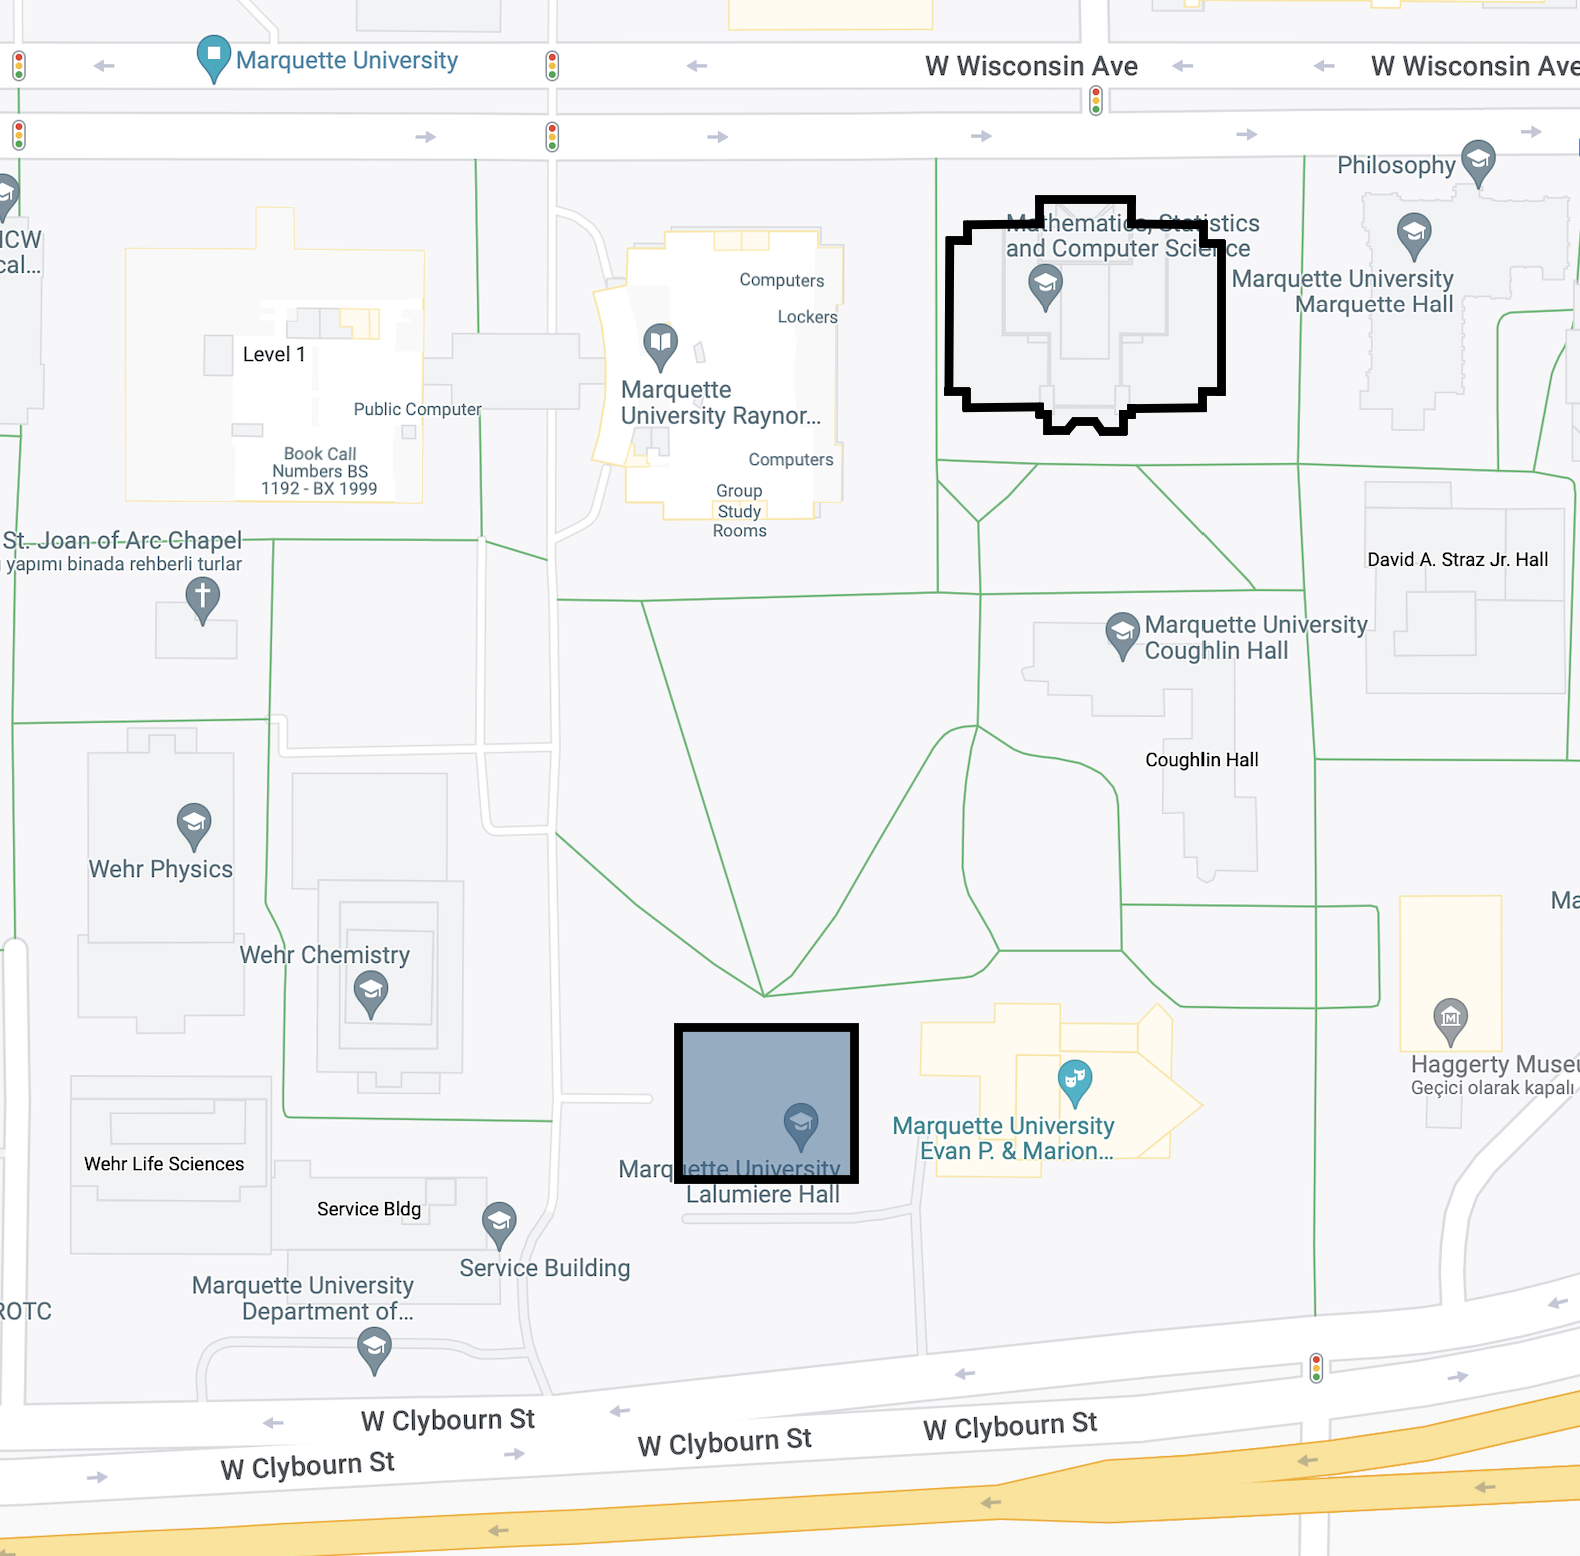 Marquette University
W Wisconsin Ave
W Wisconsin Ave
Philosophy
Mathematics, Statistics
and Computer Science
Marquette University
Marquette Hall
ICW
cal...
Computers
Lockers
Level 1
Marquette
University Raynor...
Public Computer
Book Call
Numbers BS
1192 - BX 1999
Computers
Group
Study
Rooms
St. Joan of Arc Chapel
yapımı binada rehberli turlar
David A. Straz Jr. Hall
Marquette University
Coughlin Hall
Coughlin Hall
Wehr Physics
Ma
Wehr Chemistry
Haggerty Museu
Geçici olarak kapalı
Marquette University
Evan P. & Marion...
Wehr Life Sciences
Marquette University
Lalumiere Hall
Service Bldg
Service Building
Marquette University
Department of...
ROTC
W Clybourn St
W Clybourn St
W Clybourn St
W Clybourn St